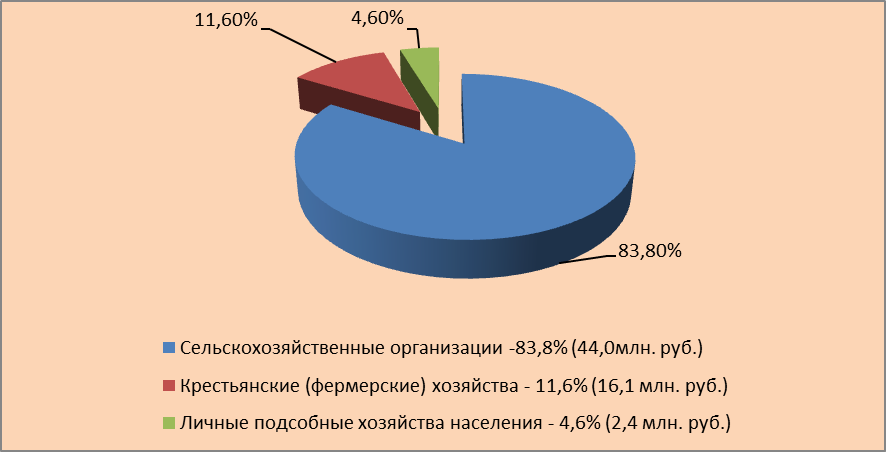 11,60%
4,60%
83,80%
Сельскохозяйственные организации -83,8% (44,0млн. руб.)
Крестьянские (фермерские) хозяйства - 11,6% (16,1 млн. руб.)
Личные подсобные хозяйства населения - 4,6% (2,4 млн. руб.)